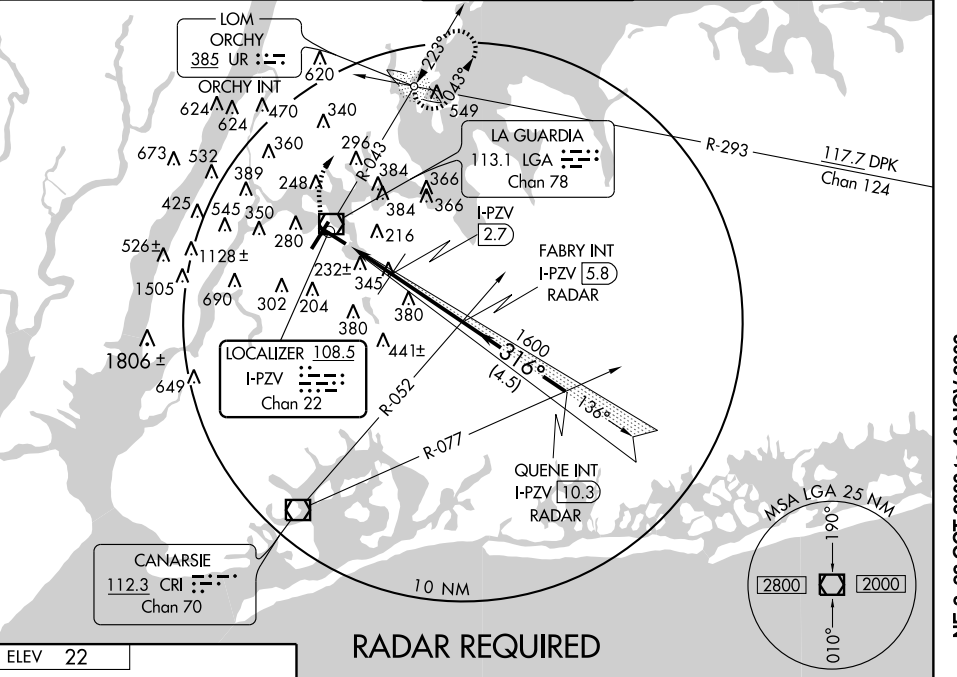 LOM
ORCHY
385 UR
ORCHY INT
620
624
624
470
340
223°
043°
549
360
296
R-043
LA GUARDIA
113.1 LGA
Chan 78
R-293
117.7 DPK
Chan 124
673
532
389
248
384
384
366
366
425
545
350
280
216
I-PZV
2.7
FABRY INT
I-PZV 5.8
RADAR
526±
1128±
1505
690
302
204
232±
345
380
380
441±
1806±
649
LOCALIZER 108.5
I-PZV
Chan 22
1600
316°
(4.5)
136°
R-052
R-077
QUENE INT
I-PZV 10.3
RADAR
CANARSIE
112.3 CRI
Chan 70
10 NM
MSA LGA 25 NM
190°
2800
2000
010°
RADAR REQUIRED
ELEV 22